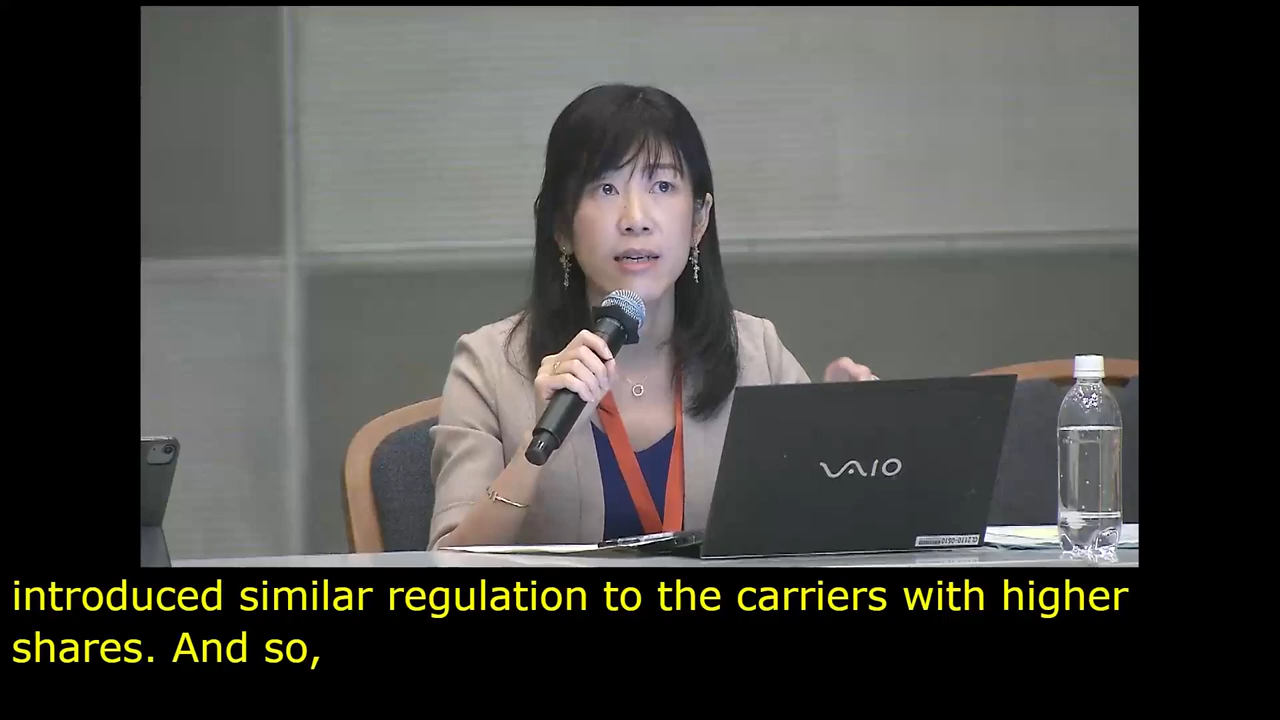 VAIO
introduced similar regulation to the carriers with higher
shares. And so,